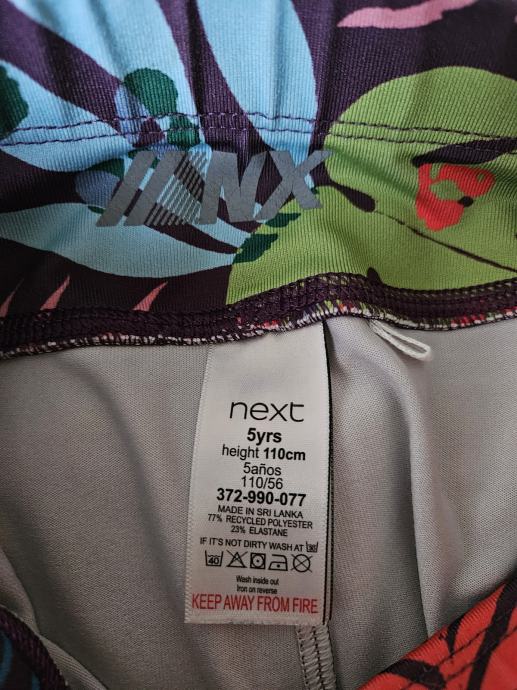 NX
next
5yrs
height 110cm
5años
110/56
372-990-077
MADE IN SRI LANKA
77% RECYCLED POLYESTER
23% ELASTANE
IF IT'S NOT DIRTY WASH AT 30
40
Wash inside out
Iron on reverse
KEEP AWAY FROM FIRE